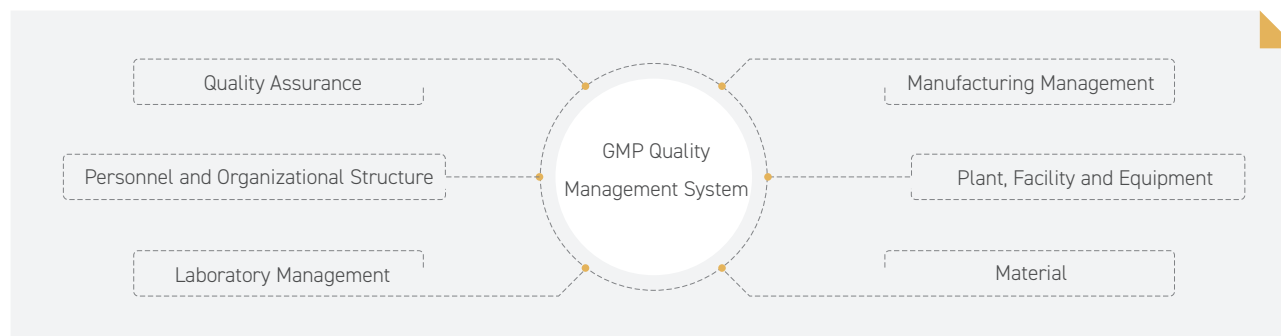 Quality Assurance
Manufacturing Management
GMP Quality
Management System
Personnel and Organizational Structure
Plant, Facility and Equipment
Laboratory Management
Material